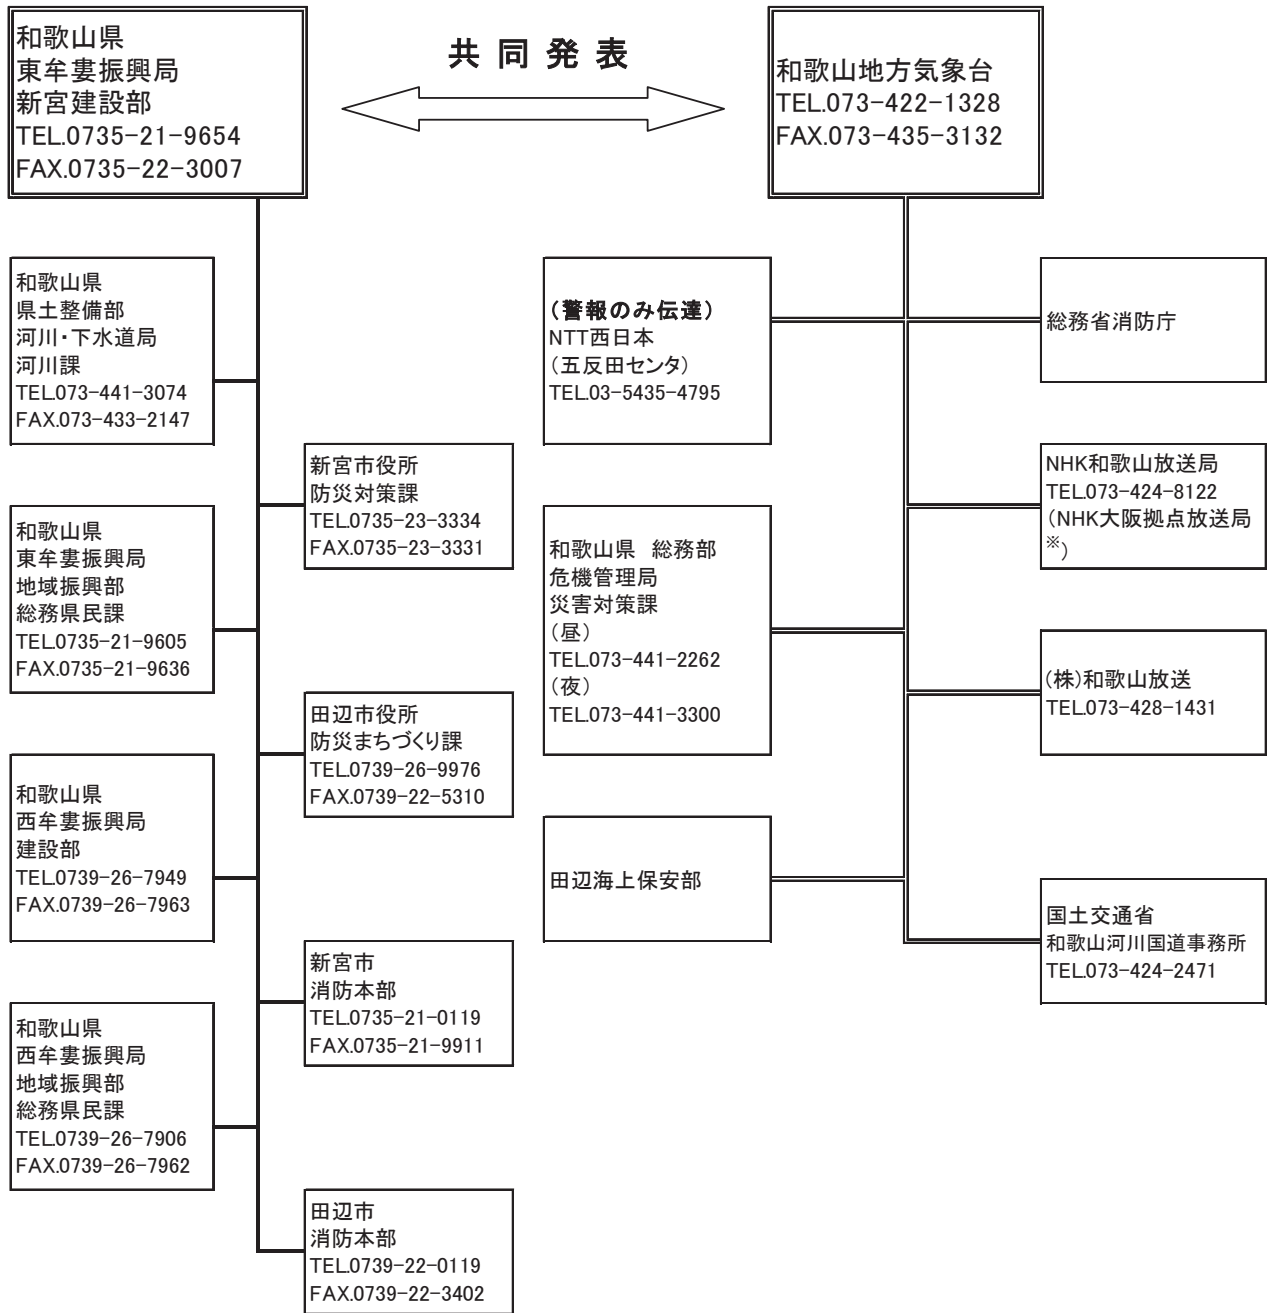 和歌山県
東牟婁振興局
新宮建設部
TEL.0735-21-9654
FAX.0735-22-3007
共同発表
和歌山地方気象台
TEL.073-422-1328
FAX.073-435-3132
和歌山県
県土整備部
河川・下水道局
河川課
TEL.073-441-3074
FAX.073-433-2147
和歌山県
東牟婁振興局
地域振興部
総務県民課
TEL.0735-21-9605
FAX.0735-21-9636
和歌山県
西牟婁振興局
建設部
TEL.0739-26-7949
FAX.0739-26-7963
和歌山県
西牟婁振興局
地域振興部
総務県民課
TEL.0739-26-7906
FAX.0739-26-7962
新宮市役所
防災対策課
TEL.0735-23-3334
FAX.0735-23-3331
田辺市役所
防災まちづくり課
TEL.0739-26-9976
FAX.0739-22-5310
新宮市
消防本部
TEL.0735-21-0119
FAX.0735-21-9911
田辺市
消防本部
TEL.0739-22-0119
FAX.0739-22-3402
(警報のみ伝達)
NTT西日本
(五反田センタ)
TEL.03-5435-4795
和歌山県　総務部
危機管理局
災害対策課
(昼)
TEL.073-441-2262
(夜)
TEL.073-441-3300
田辺海上保安部
総務省消防庁
NHK和歌山放送局
TEL.073-424-8122
(NHK大阪拠点放送局
※)
(株)和歌山放送
TEL.073-428-1431
国土交通省
和歌山河川国道事務所
TEL.073-424-2471